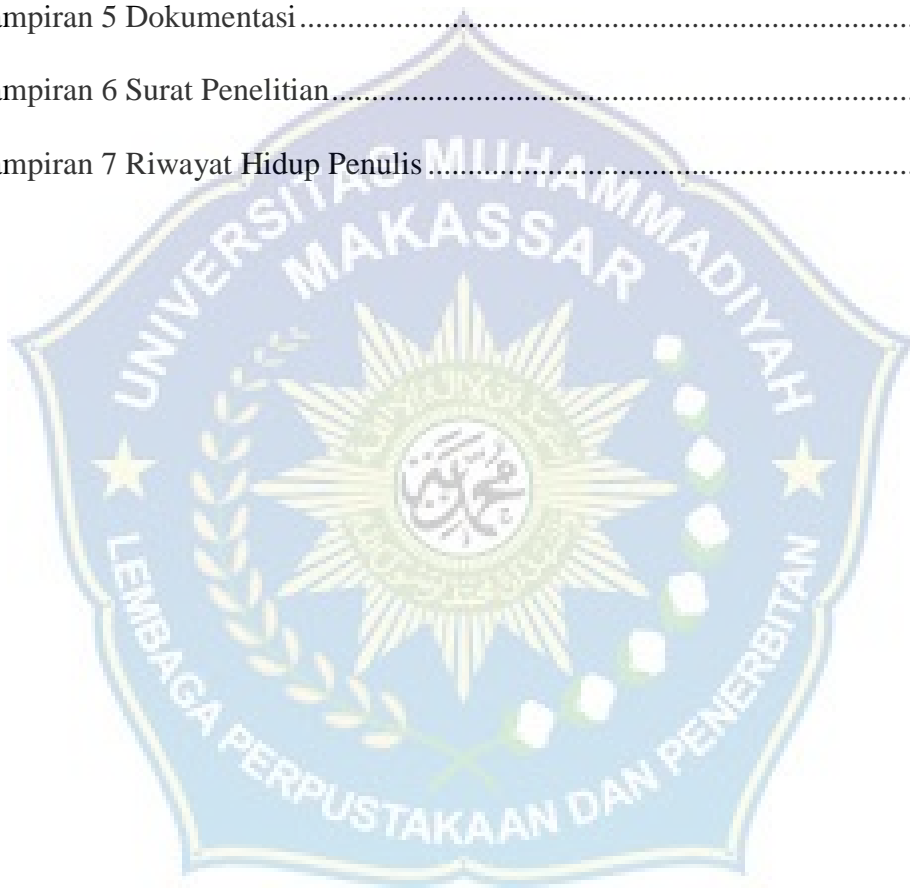 ampiran 5 Dokumentasi....................................................................................
ampiran 6 Surat Penelitian................................................................................
ampiran 7 Riwayat Hidup Penulis....................................................................
UNIVERSITAS MUHAMMADIYAH
MAKASSAR
LEMBAGA PERPUSTAKAAN DAN PENERBITAN